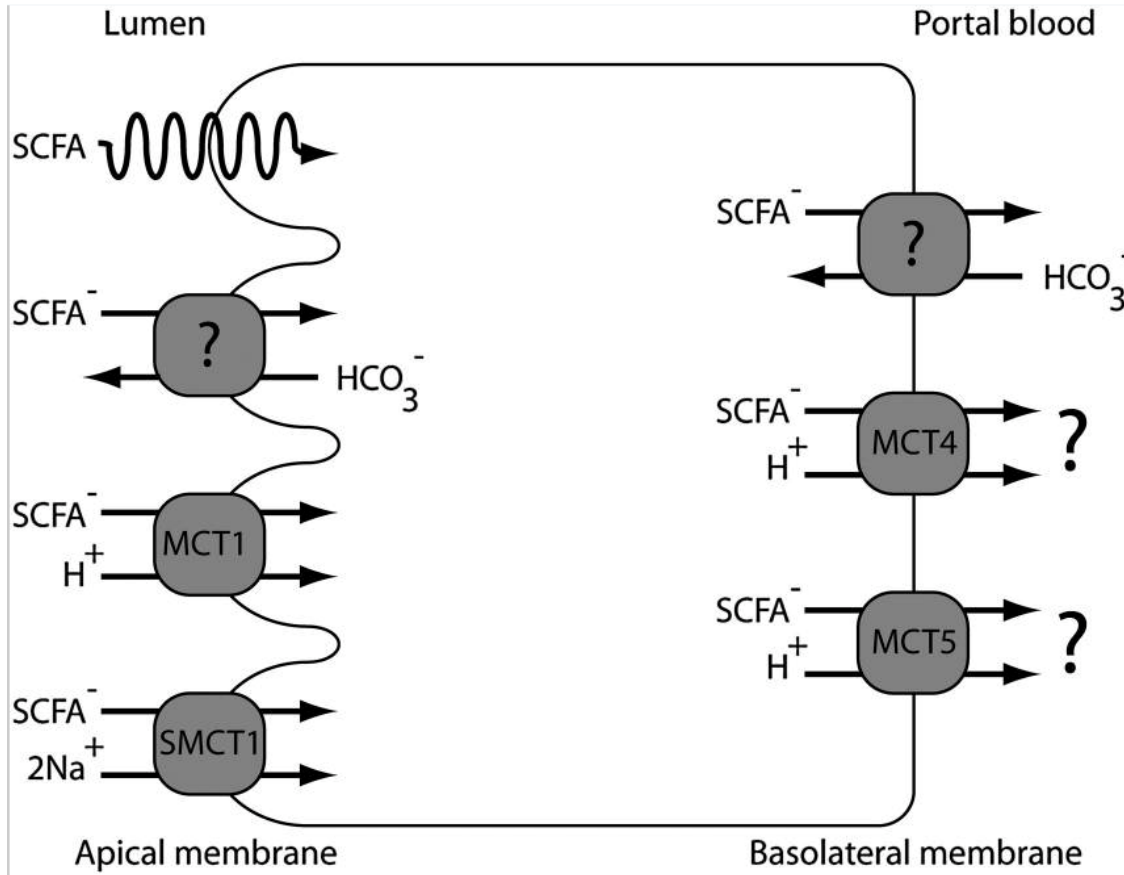 Lumen
Portal blood
SCFA
SCFA⁻
?
HCO₃⁻
SCFA⁻
H⁺
MCT1
SCFA⁻
2Na⁺
SMCT1
SCFA⁻
?
HCO₃⁻
SCFA⁻
H⁺
MCT4
?
SCFA⁻
H⁺
MCT5
?
Apical membrane
Basolateral membrane